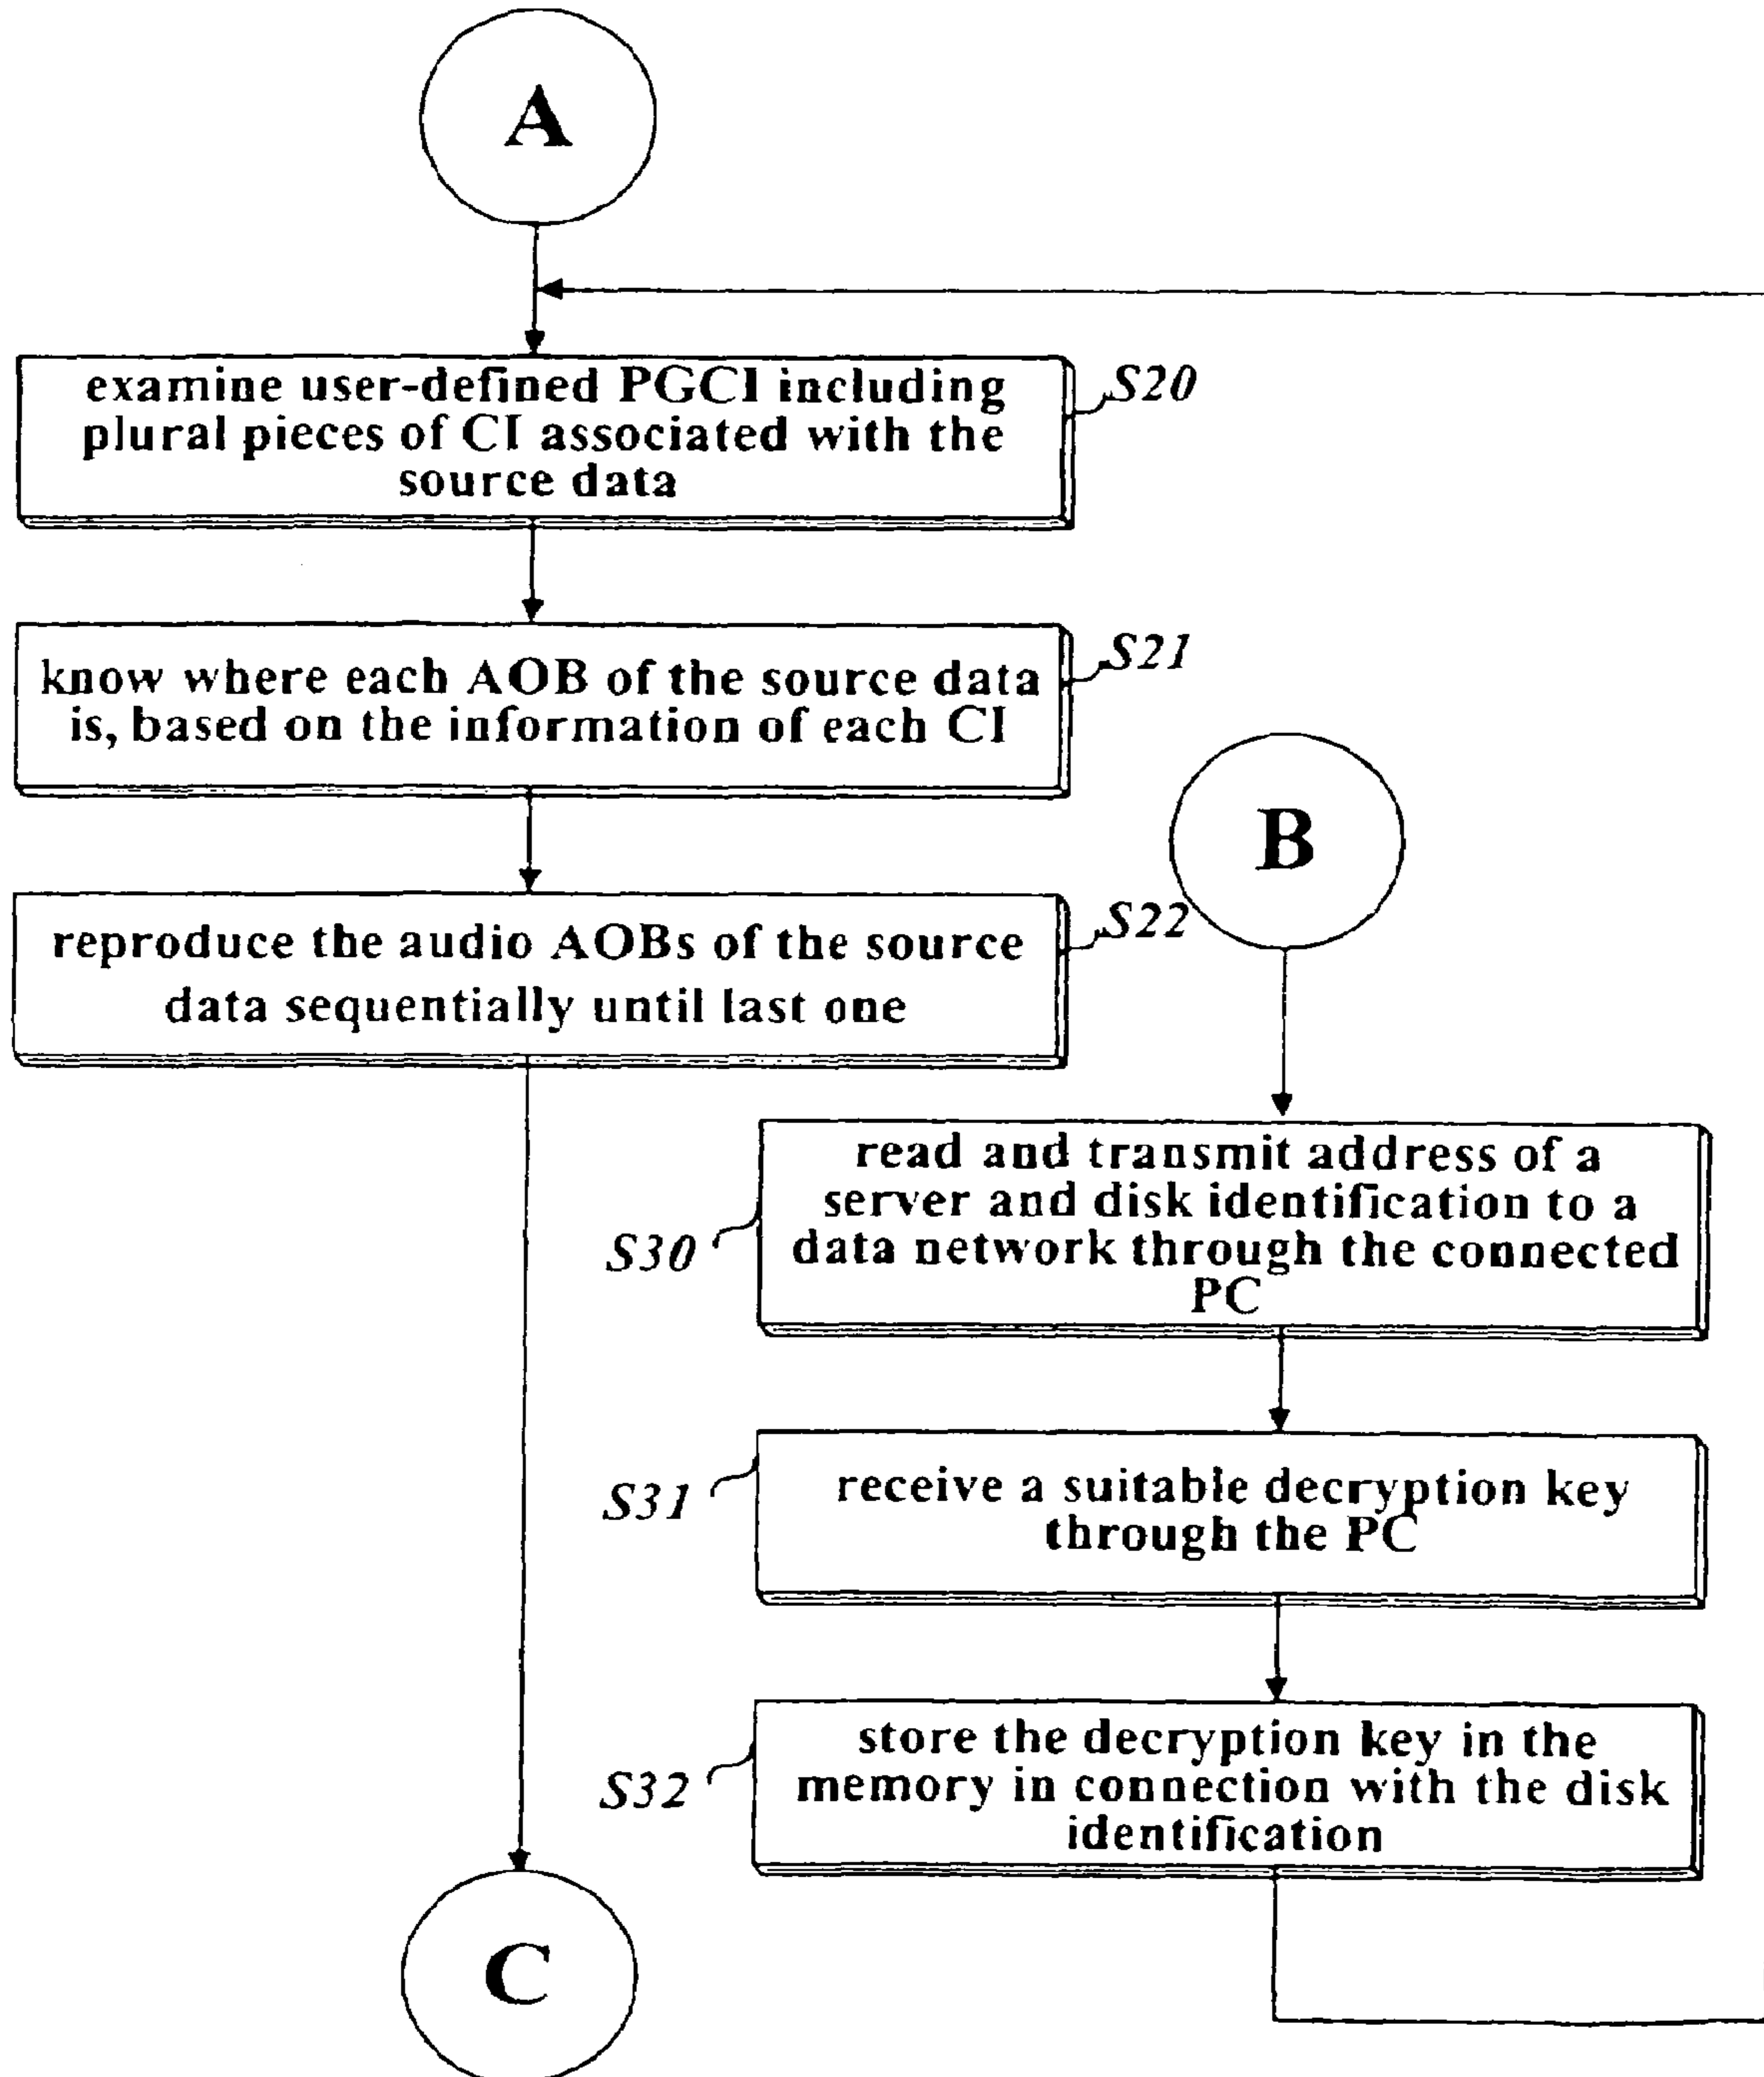 A
examine user-defined PGCI including
plural pieces of CI associated with the
source data
S20
know where each AOB of the source data
is, based on the information of each CI
S21
reproduce the audio AOBs of the source
data sequentially until last one
S22
B
read and transmit address of a
server and disk identification to a
data network through the connected
PC
S30
receive a suitable decryption key
through the PC
S31
store the decryption key in the
memory in connection with the disk
identification
S32
C